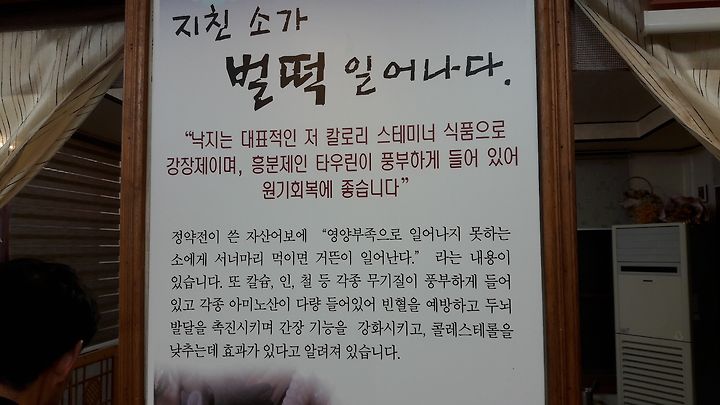 지친 소가
벌떡 일어나다.
“낙지는 대표적인 저 칼로리 스테미너 식품으로
강장제이며, 흥분제인 타우린이 풍부하게 들어 있어
원기회복에 좋습니다”
정약전이 쓴 자산어보에 “영양부족으로 일어나지 못하는
소에게 서너마리 먹이면 거뜬이 일어난다.” 라는 내용이
있습니다. 또 칼슘, 인, 철 등 각종 무기질이 풍부하게 들어
있고 각종 아미노산이 다량 들어있어 빈혈을 예방하고 두뇌
발달을 촉진시키며 간장 기능을 강화시키고, 콜레스테롤을
낮추는데 효과가 있다고 알려져 있습니다.